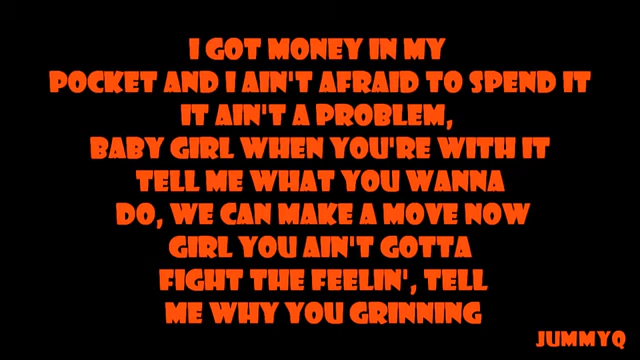 I GOT MONEY IN MY
POCKET AND I AIN'T AFRAID TO SPEND IT
IT AIN'T A PROBLEM,
BABY GIRL WHEN YOU'RE WITH IT
TELL ME WHAT YOU WANNA
DO, WE CAN MAKE A MOVE NOW
GIRL YOU AIN'T GOTTA
FIGHT THE FEELIN', TELL
ME WHY YOU GRINNING
JUMMYQ